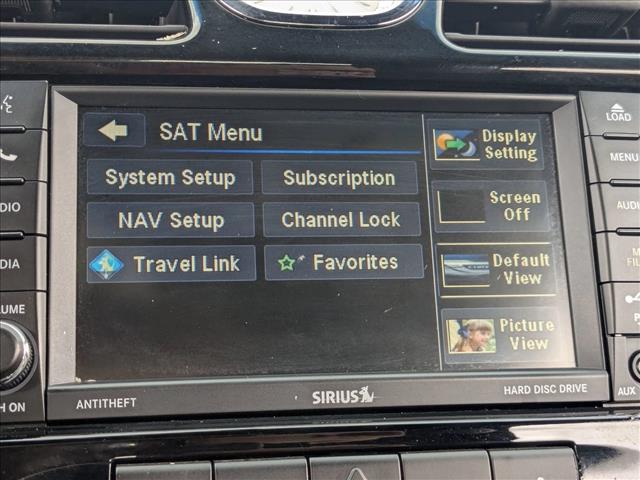 SAT Menu
System Setup
Subscription
NAV Setup
Channel Lock
Travel Link
Favorites
Display
Setting
Screen
Off
Default
View
Picture
View
LOAD
MENU
ANTITHEFT
SIRIUS
HARD DISC DRIVE
AUX